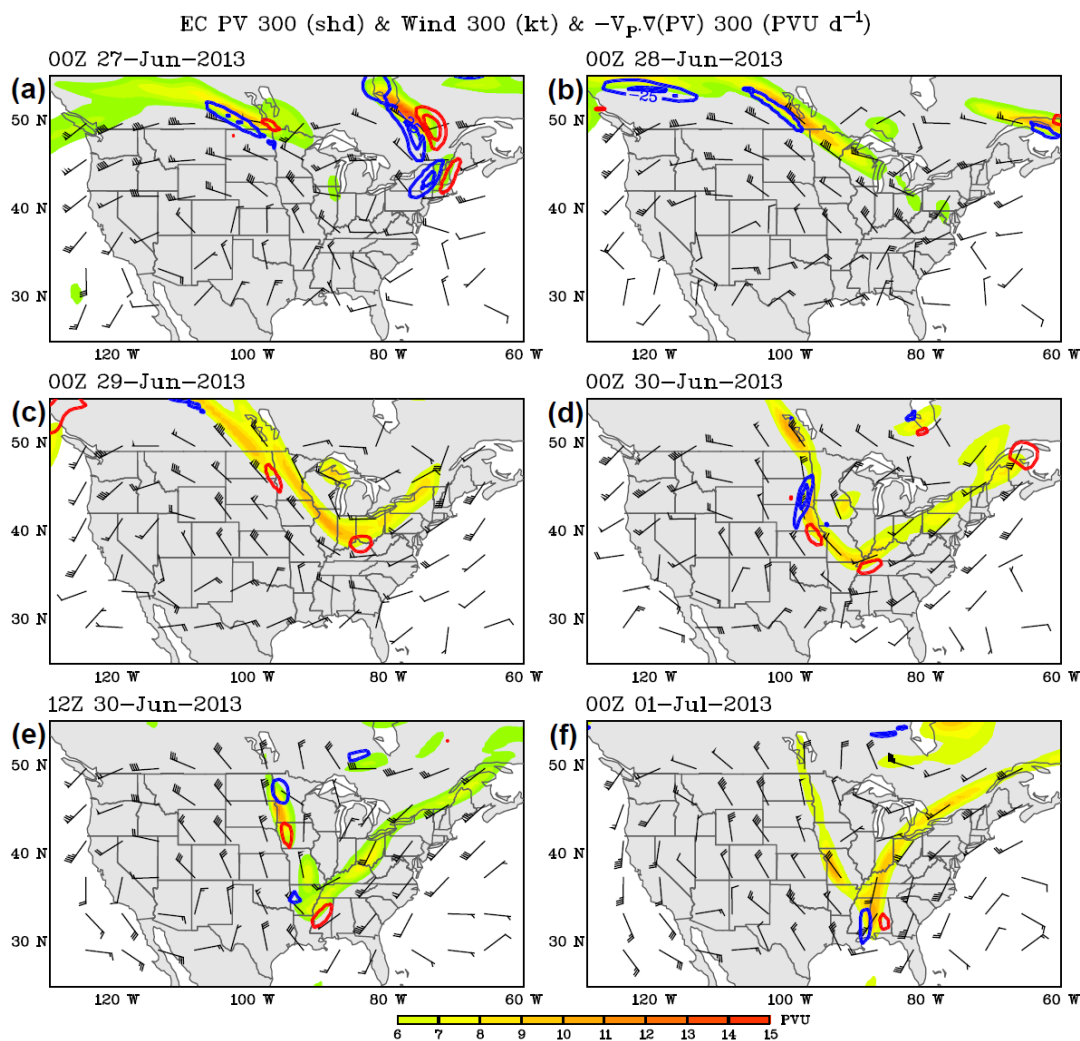 EC PV 300 (shd) & Wind 300 (kt) & −V_P.∇(PV) 300 (PVU d⁻¹)
00Z 27-Jun-2013
(a)
50 N
40 N
30 N
120 W 100 W 80 W 60 W
00Z 28-Jun-2013
(b)
-25
50 N
40 N
30 N
120 W 100 W 80 W 60 W
00Z 29-Jun-2013
(c)
50 N
40 N
30 N
120 W 100 W 80 W 60 W
00Z 30-Jun-2013
(d)
50 N
40 N
30 N
120 W 100 W 80 W 60 W
12Z 30-Jun-2013
(e)
50 N
40 N
30 N
120 W 100 W 80 W 60 W
00Z 01-Jul-2013
(f)
50 N
40 N
30 N
120 W 100 W 80 W 60 W
PVU
6 7 8 9 10 11 12 13 14 15